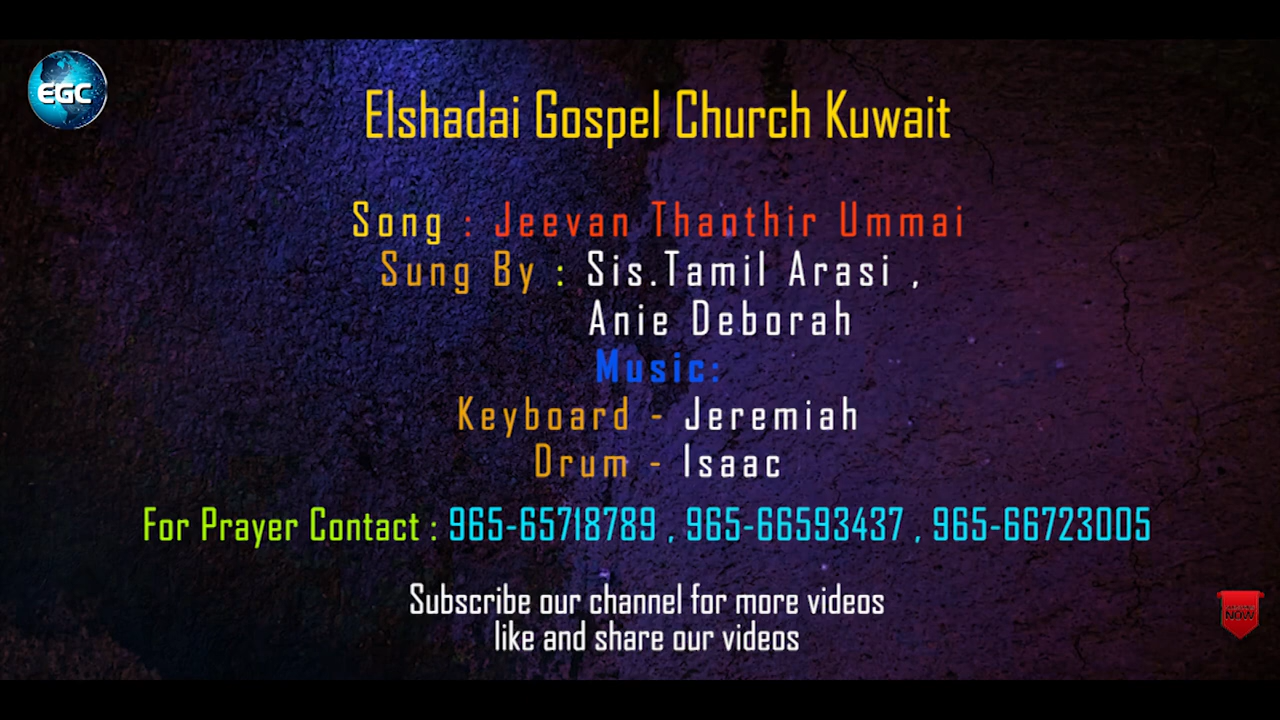 EGC
Elshadai Gospel Church Kuwait
Song : Jeevan Thanthir Ummai
Sung By : Sis.Tamil Arasi ,
Anie Deborah
Music:
Keyboard - Jeremiah
Drum - Isaac
For Prayer Contact : 965-65718789 , 965-66593437 , 965-66723005
Subscribe our channel for more videos
like and share our videos
NOW